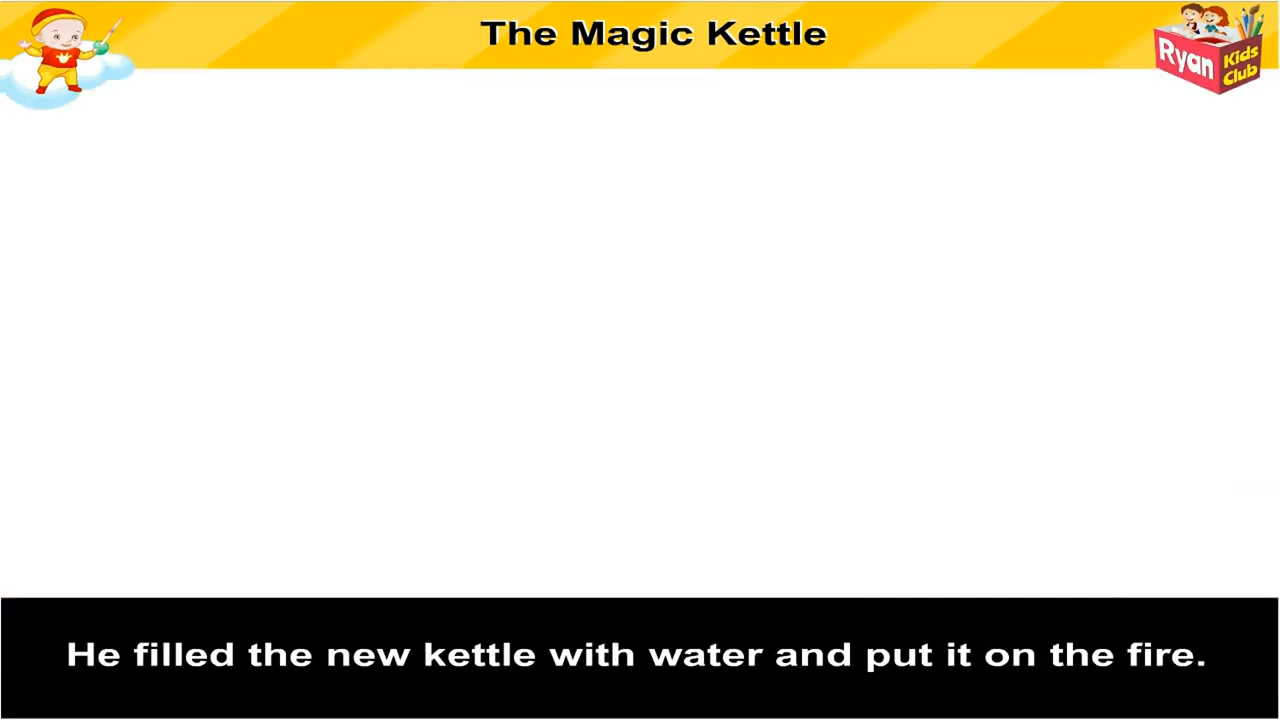 The Magic Kettle
Ryan
Kids
Club
He filled the new kettle with water and put it on the fire.